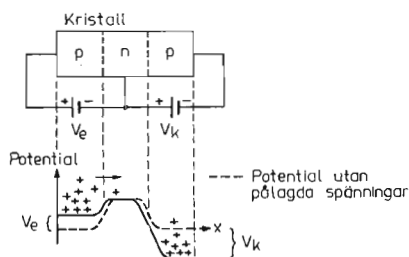 Kristall
p n p
+ - + -
Ve Vk
Potential
--- Potential utan
pålagda spänningar
Ve {
x
} Vk